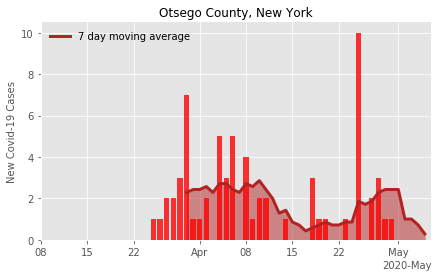 Otsego County, New York
7 day moving average
New Covid-19 Cases
10
8
6
4
2
0
08 15 22 Apr 08 15 22 May
2020-May